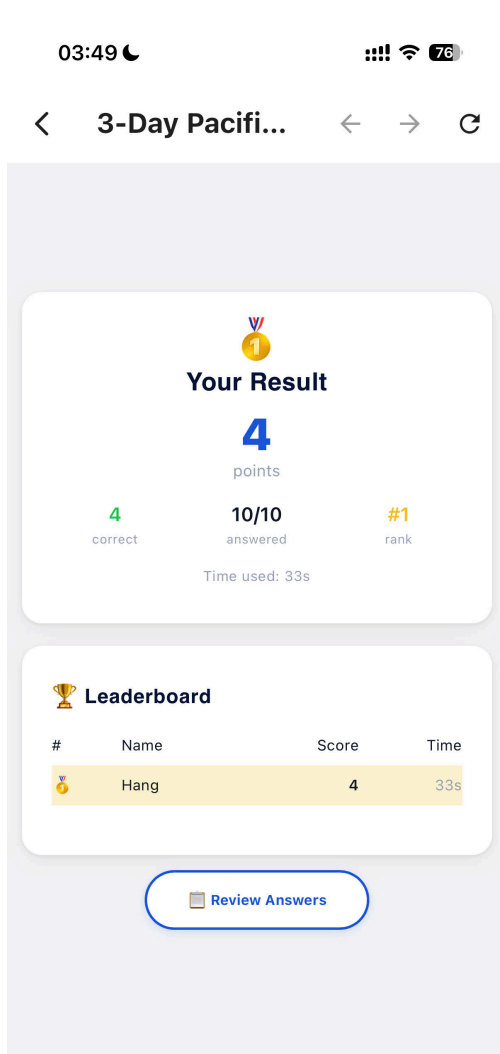 03:49
76
3-Day Pacifi...
1
Your Result
4
points
4 10/10 #1
correct answered rank
Time used: 33s
Leaderboard
# Name Score Time
Hang 4 33s
Review Answers